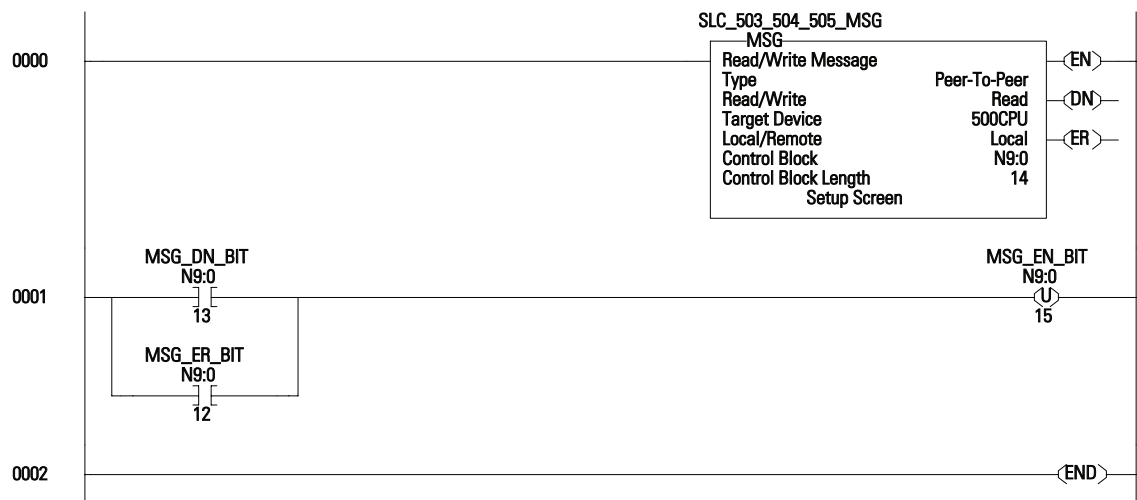 SLC_503_504_505_MSG
MSG
0000
Read/Write Message
EN
Type Peer-To-Peer
Read/Write Read
DN
Target Device 500CPU
Local/Remote Local
ER
Control Block N9:0
Control Block Length 14
Setup Screen
MSG_DN_BIT MSG_EN_BIT
N9:0 N9:0
0001 U
13 15
MSG_ER_BIT
N9:0
12
0002 END